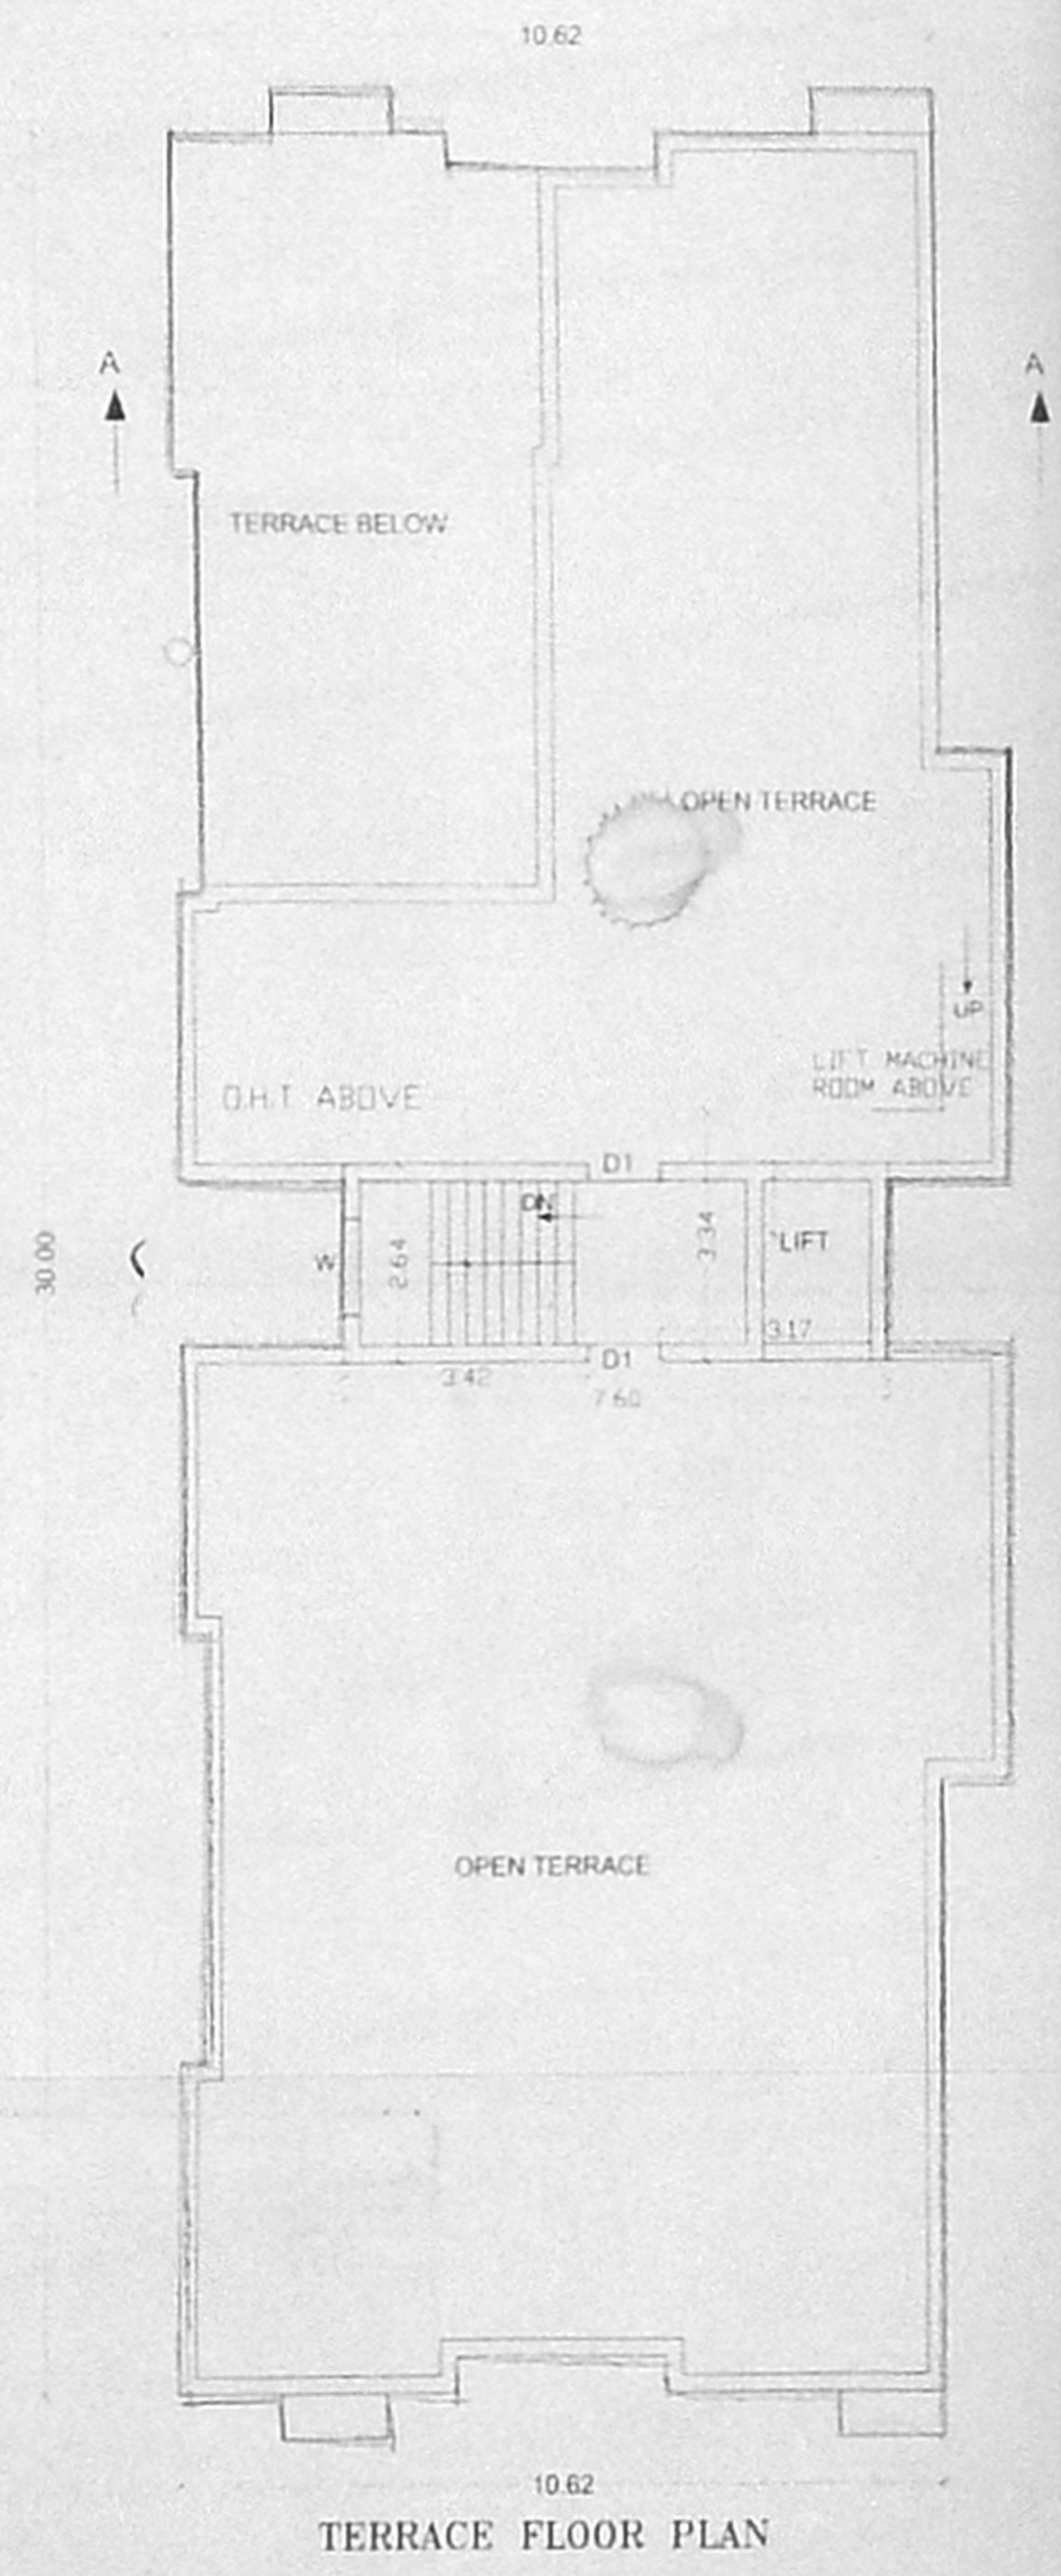 10.62
A
A
TERRACE BELOW
OPEN TERRACE
UP
LIFT MACHINE
ROOM ABOVE
O.H.T ABOVE
D1
DN
W
2.64
3.34
LIFT
30.00
3.17
D1
3.42
7.60
OPEN TERRACE
10.62
TERRACE FLOOR PLAN